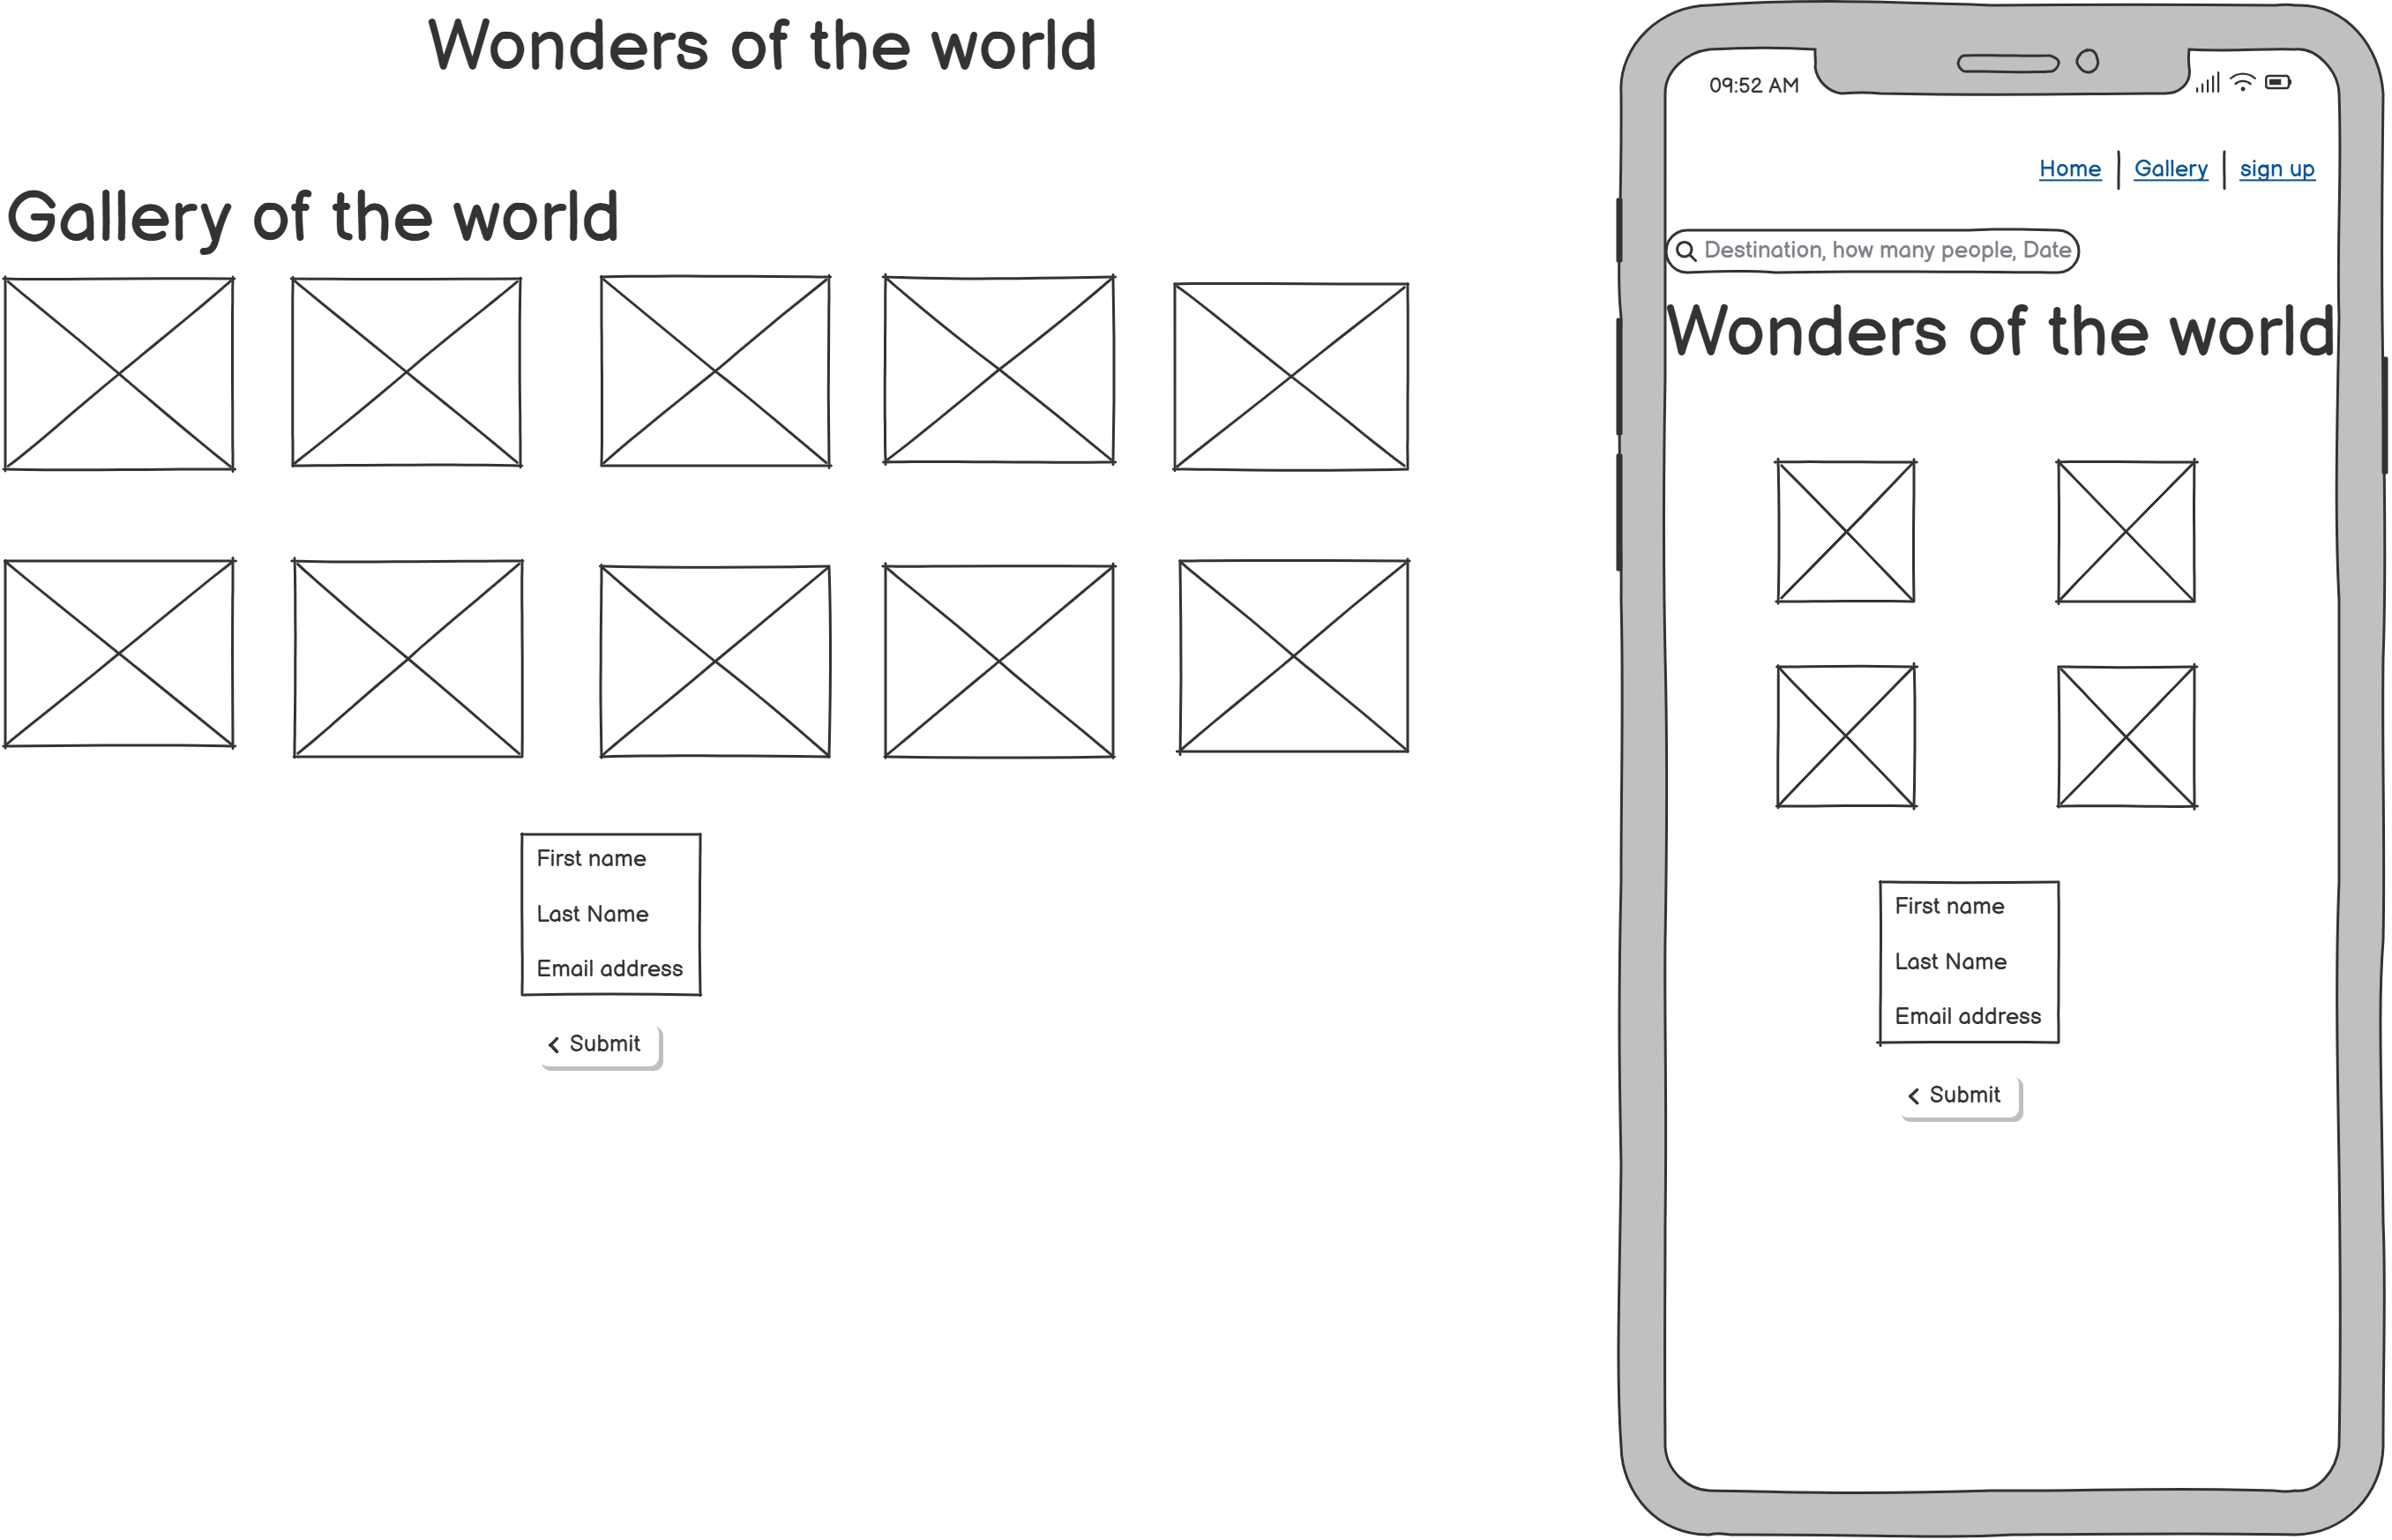 Wonders of the world
Gallery of the world
First name
Last Name
Email address
Submit
09:52 AM
Home | Gallery | sign up
Destination, how many people, Date
Wonders of the world
First name
Last Name
Email address
Submit